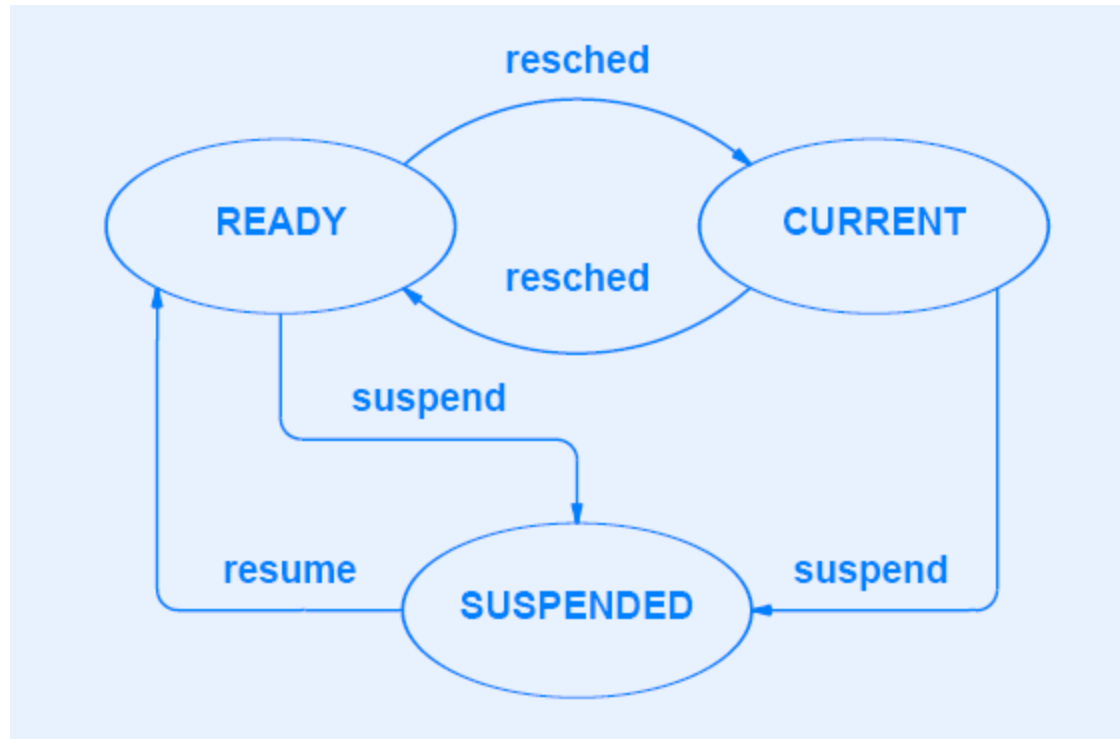 resched
READY
CURRENT
resched
suspend
resume
suspend
SUSPENDED